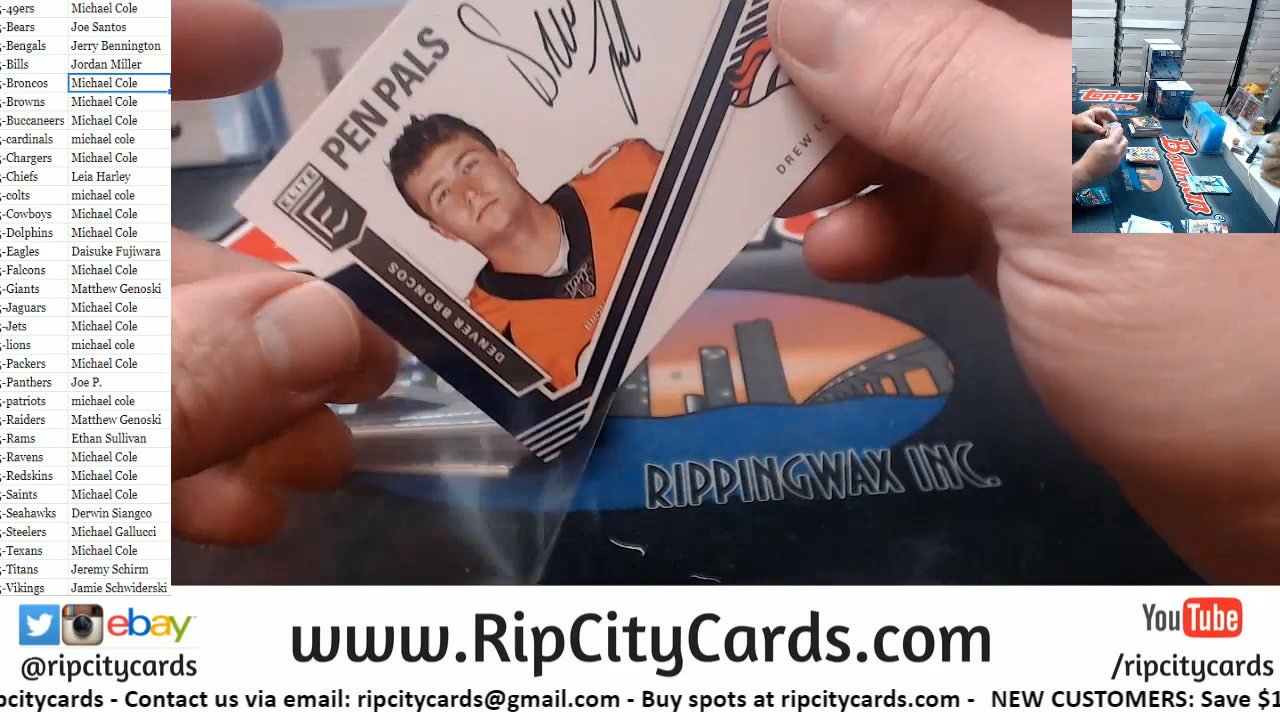 -49ers Michael Cole
-Bears Joe Santos
-Bengals Jerry Bennington
-Bills Jordan Miller
-Broncos Michael Cole
-Browns Michael Cole
-Buccaneers Michael Cole
-cardinals michael cole
-Chargers Michael Cole
-Chiefs Leia Harley
-colts michael cole
-Cowboys Michael Cole
-Dolphins Michael Cole
-Eagles Daisuke Fujiwara
-Falcons Michael Cole
-Giants Matthew Genoski
-Jaguars Michael Cole
-Jets Michael Cole
-lions michael cole
-Packers Michael Cole
-Panthers Joe P.
-patriots michael cole
-Raiders Matthew Genoski
-Rams Ethan Sullivan
-Ravens Michael Cole
-Redskins Michael Cole
-Saints Michael Cole
-Seahawks Derwin Siangco
-Steelers Michael Gallucci
-Texans Michael Cole
-Titans Jeremy Schirm
-Vikings Jamie Schwiderski
PEN PALS
ELITE
E
DENVER BRONCOS
DREW LO
RIPPINGWAX INC.
Topps
Bowman
ebay
@ripcitycards
www.RipCityCards.com
YouTube
/ripcitycards
pcitycards - Contact us via email: ripcitycards@gmail.com - Buy spots at ripcitycards.com - NEW CUSTOMERS: Save $1